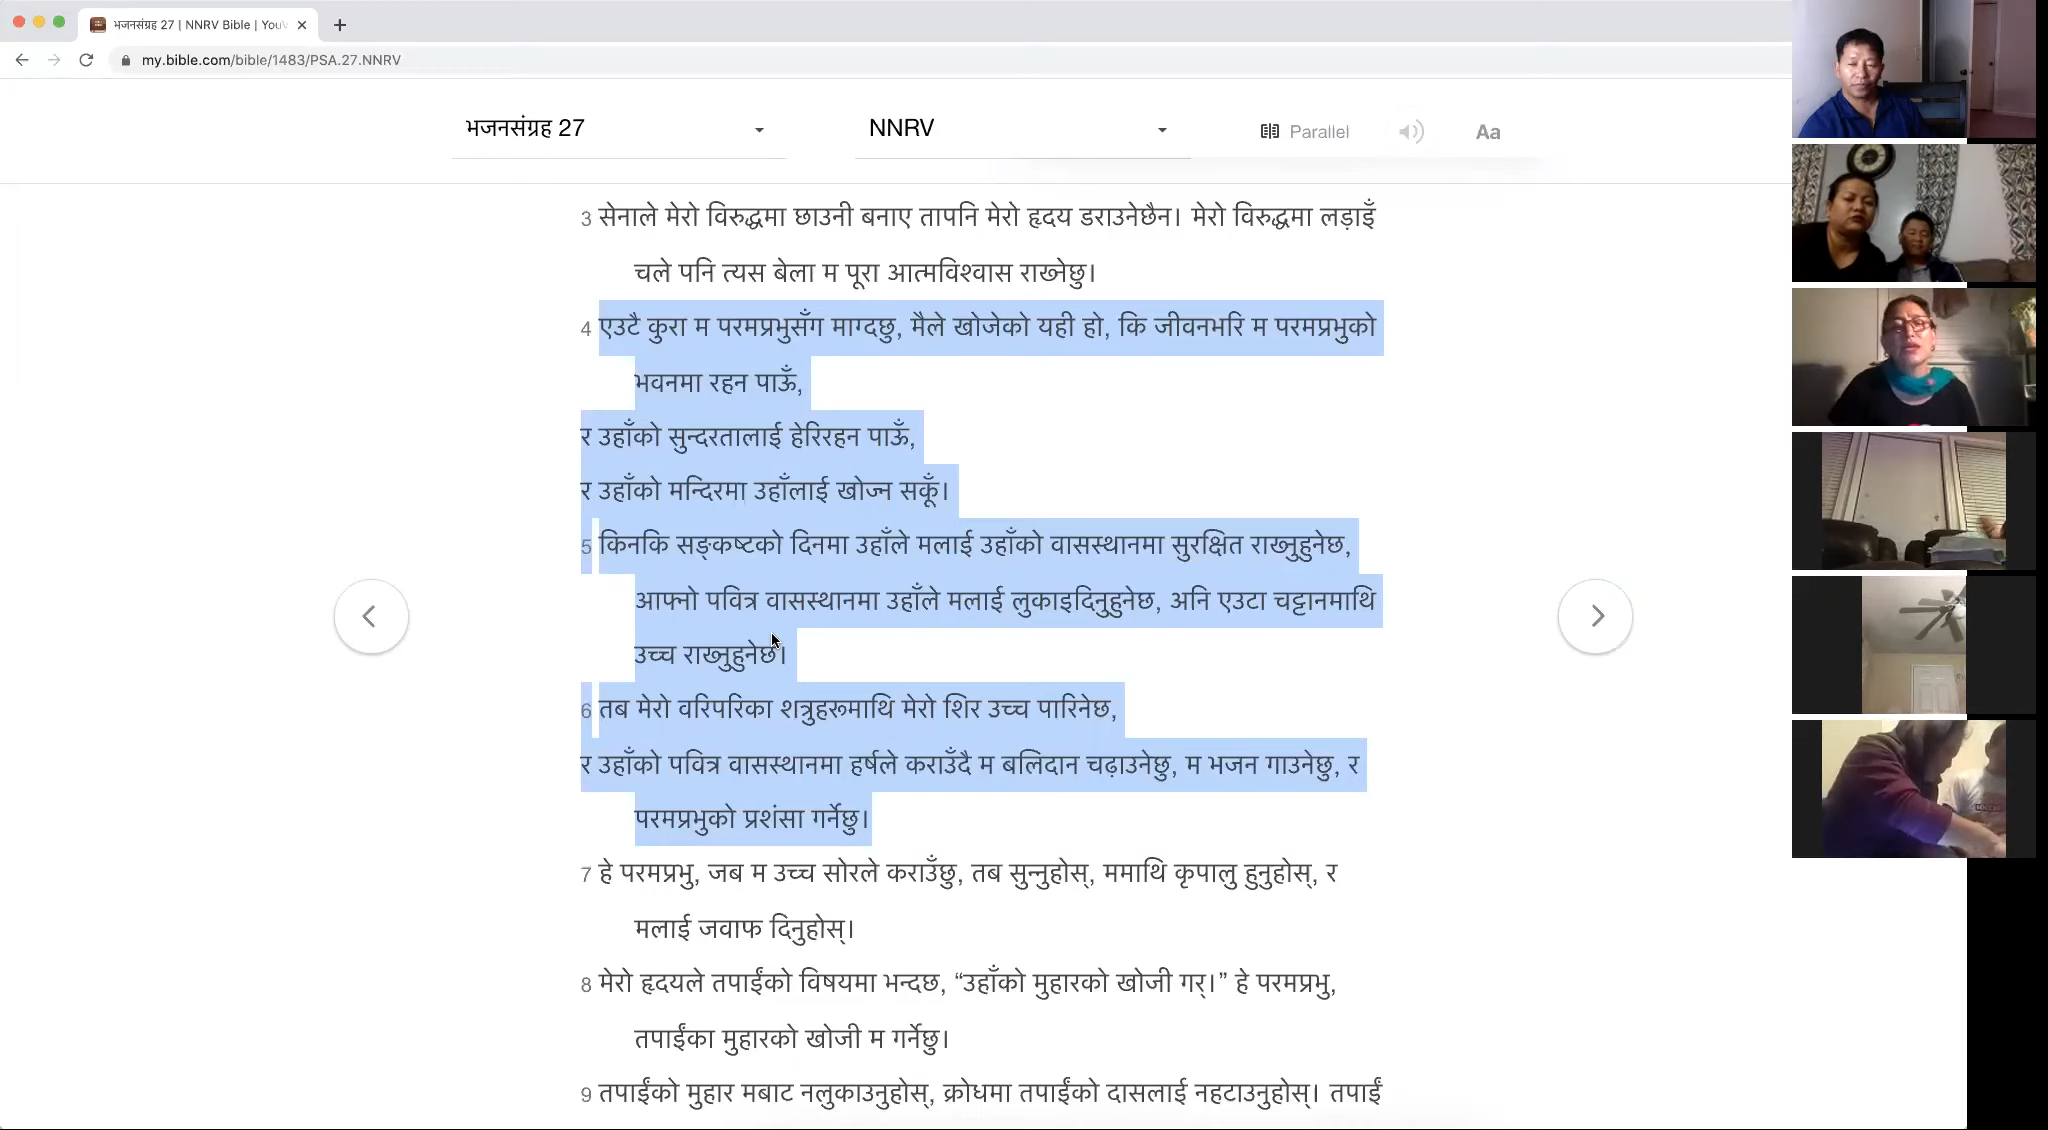 भजनसंग्रह 27 | NNRV Bible | YouV
my.bible.com/bible/1483/PSA.27.NNRV
भजनसंग्रह 27
NNRV
Parallel
Aa
3 सेनाले मेरो विरुद्धमा छाउनी बनाए तापनि मेरो हृदय डराउनेछैन। मेरो विरुद्धमा लड़ाइँ
चले पनि त्यस बेला म पूरा आत्मविश्वास राख्नेछु।
4 एउटै कुरा म परमप्रभुसँग माग्दछु, मैले खोजेको यही हो, कि जीवनभरि म परमप्रभुको
भवनमा रहन पाऊँ,
र उहाँको सुन्दरतालाई हेरिरहन पाऊँ,
र उहाँको मन्दिरमा उहाँलाई खोज्न सकूँ।
5 किनकि सङ्कष्टको दिनमा उहाँले मलाई उहाँको वासस्थानमा सुरक्षित राख्नुहुनेछ,
आफ्नो पवित्र वासस्थानमा उहाँले मलाई लुकाइदिनुहुनेछ, अनि एउटा चट्टानमाथि
उच्च राख्नुहुनेछ।
6 तब मेरो वरिपरिका शत्रुहरूमाथि मेरो शिर उच्च पारिनेछ,
र उहाँको पवित्र वासस्थानमा हर्षले कराउँदै म बलिदान चढ़ाउनेछु, म भजन गाउनेछु, र
परमप्रभुको प्रशंसा गर्नेछु।
7 हे परमप्रभु, जब म उच्च सोरले कराउँछु, तब सुन्नुहोस्, ममाथि कृपालु हुनुहोस्, र
मलाई जवाफ दिनुहोस्।
8 मेरो हृदयले तपाईंको विषयमा भन्दछ, “उहाँको मुहारको खोजी गर्।” हे परमप्रभु,
तपाईंका मुहारको खोजी म गर्नेछु।
9 तपाईंको मुहार मबाट नलुकाउनुहोस्, क्रोधमा तपाईंको दासलाई नहटाउनुहोस्। तपाईं